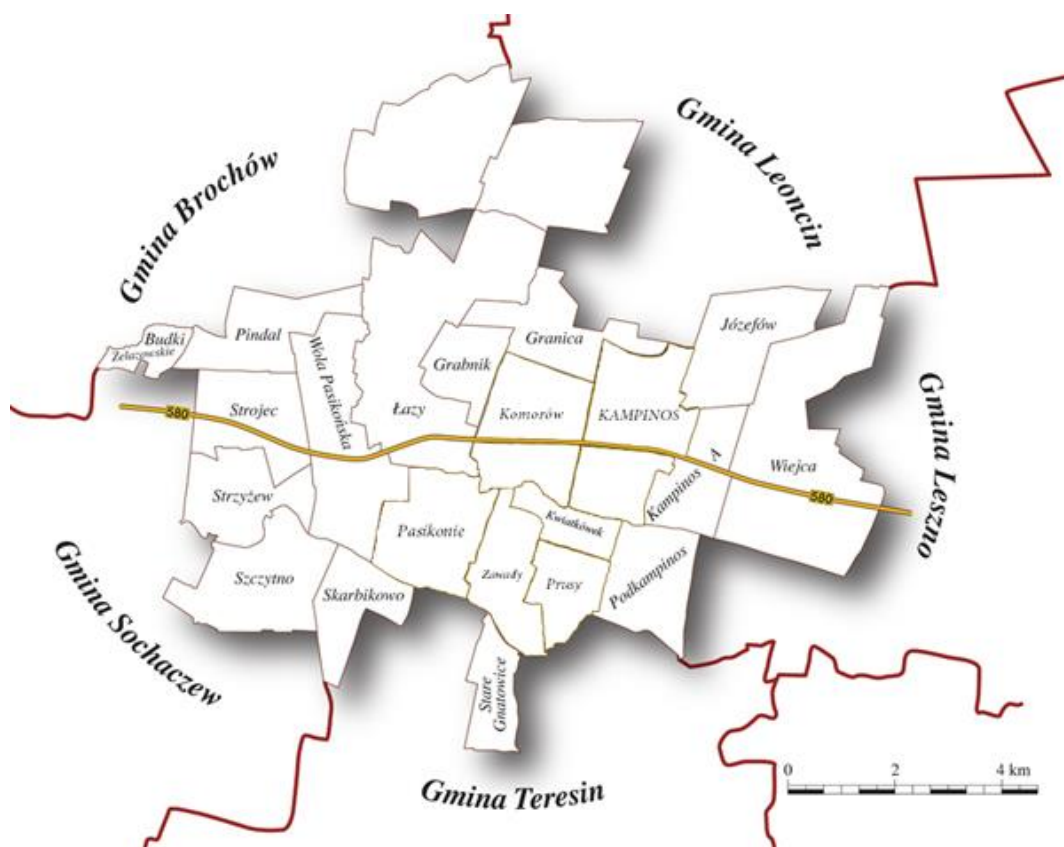 Gmina Brochów
Gmina Leoncin
Budki
Żelazowskie
Pindal
Wola Pasikońska
Grabnik
Granica
Józefów
580
Strojec
Łazy
Komorów
KAMPINOS
Kampinos A
Wiejca
580
Gmina Leszno
Strzyżew
Pasikonie
Kwiatkówek
Szczytno
Skarbikowo
Zawady
Prusy
Podkampinos
Gmina Sochaczew
Stare
Gnatowice
Gmina Teresin
0 2 4 km